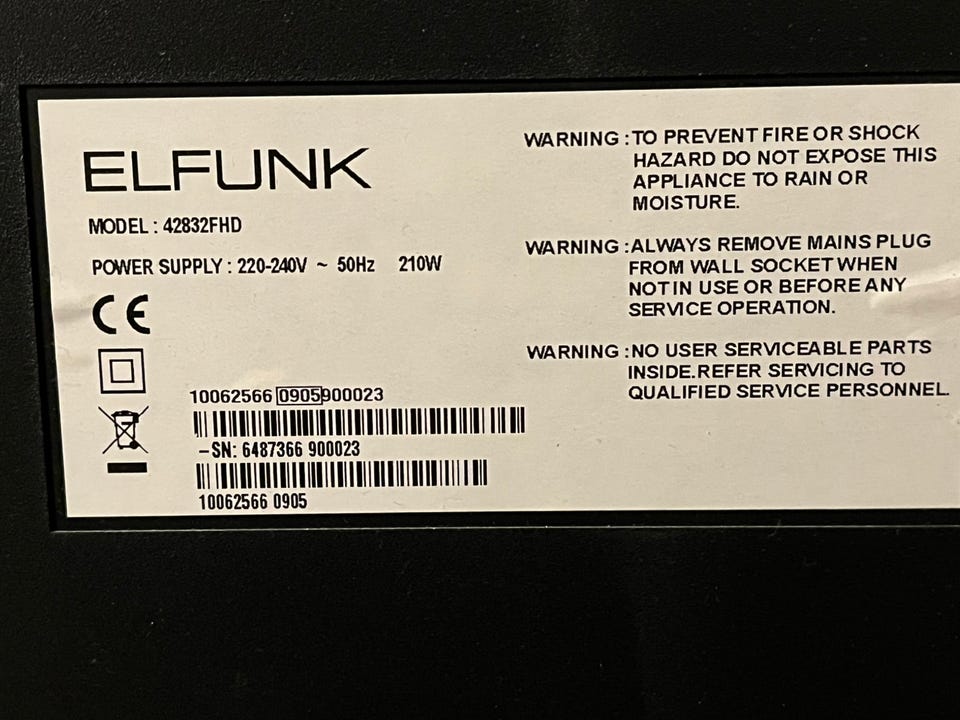 ELFUNK
MODEL : 42832FHD
POWER SUPPLY : 220-240V ~ 50Hz 210W
CE
10062566 0905900023
-SN: 6487366 900023
10062566 0905
WARNING :TO PREVENT FIRE OR SHOCK
HAZARD DO NOT EXPOSE THIS
APPLIANCE TO RAIN OR
MOISTURE.
WARNING :ALWAYS REMOVE MAINS PLUG
FROM WALL SOCKET WHEN
NOT IN USE OR BEFORE ANY
SERVICE OPERATION.
WARNING :NO USER SERVICEABLE PARTS
INSIDE.REFER SERVICING TO
QUALIFIED SERVICE PERSONNEL.